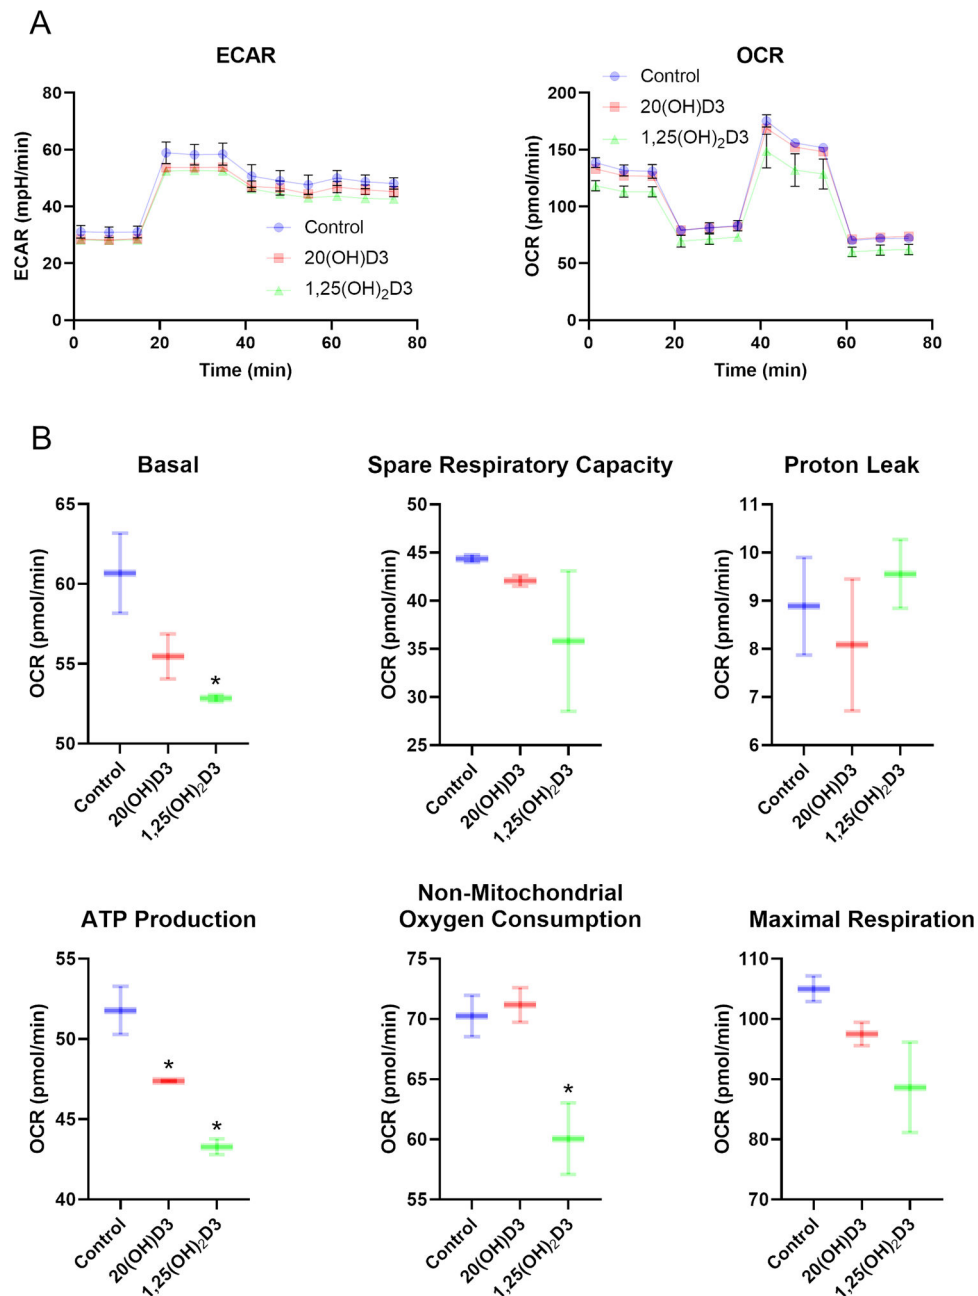 A
ECAR
ECAR (mpH/min)
80
60
40
20
0
0 20 40 60 80
Time (min)
Control
20(OH)D3
1,25(OH)₂D3
OCR
OCR (pmol/min)
200
150
100
50
0
0 20 40 60 80
Time (min)
Control
20(OH)D3
1,25(OH)₂D3
B
Basal
OCR (pmol/min)
65
60
55
50
*
Control
20(OH)D3
1,25(OH)₂D3
Spare Respiratory Capacity
OCR (pmol/min)
50
45
40
35
30
25
Control
20(OH)D3
1,25(OH)₂D3
Proton Leak
OCR (pmol/min)
11
10
9
8
7
6
Control
20(OH)D3
1,25(OH)₂D3
ATP Production
OCR (pmol/min)
55
50
45
40
*
*
Control
20(OH)D3
1,25(OH)₂D3
Non-Mitochondrial
Oxygen Consumption
OCR (pmol/min)
75
70
65
60
55
*
Control
20(OH)D3
1,25(OH)₂D3
Maximal Respiration
OCR (pmol/min)
110
100
90
80
70
Control
20(OH)D3
1,25(OH)₂D3